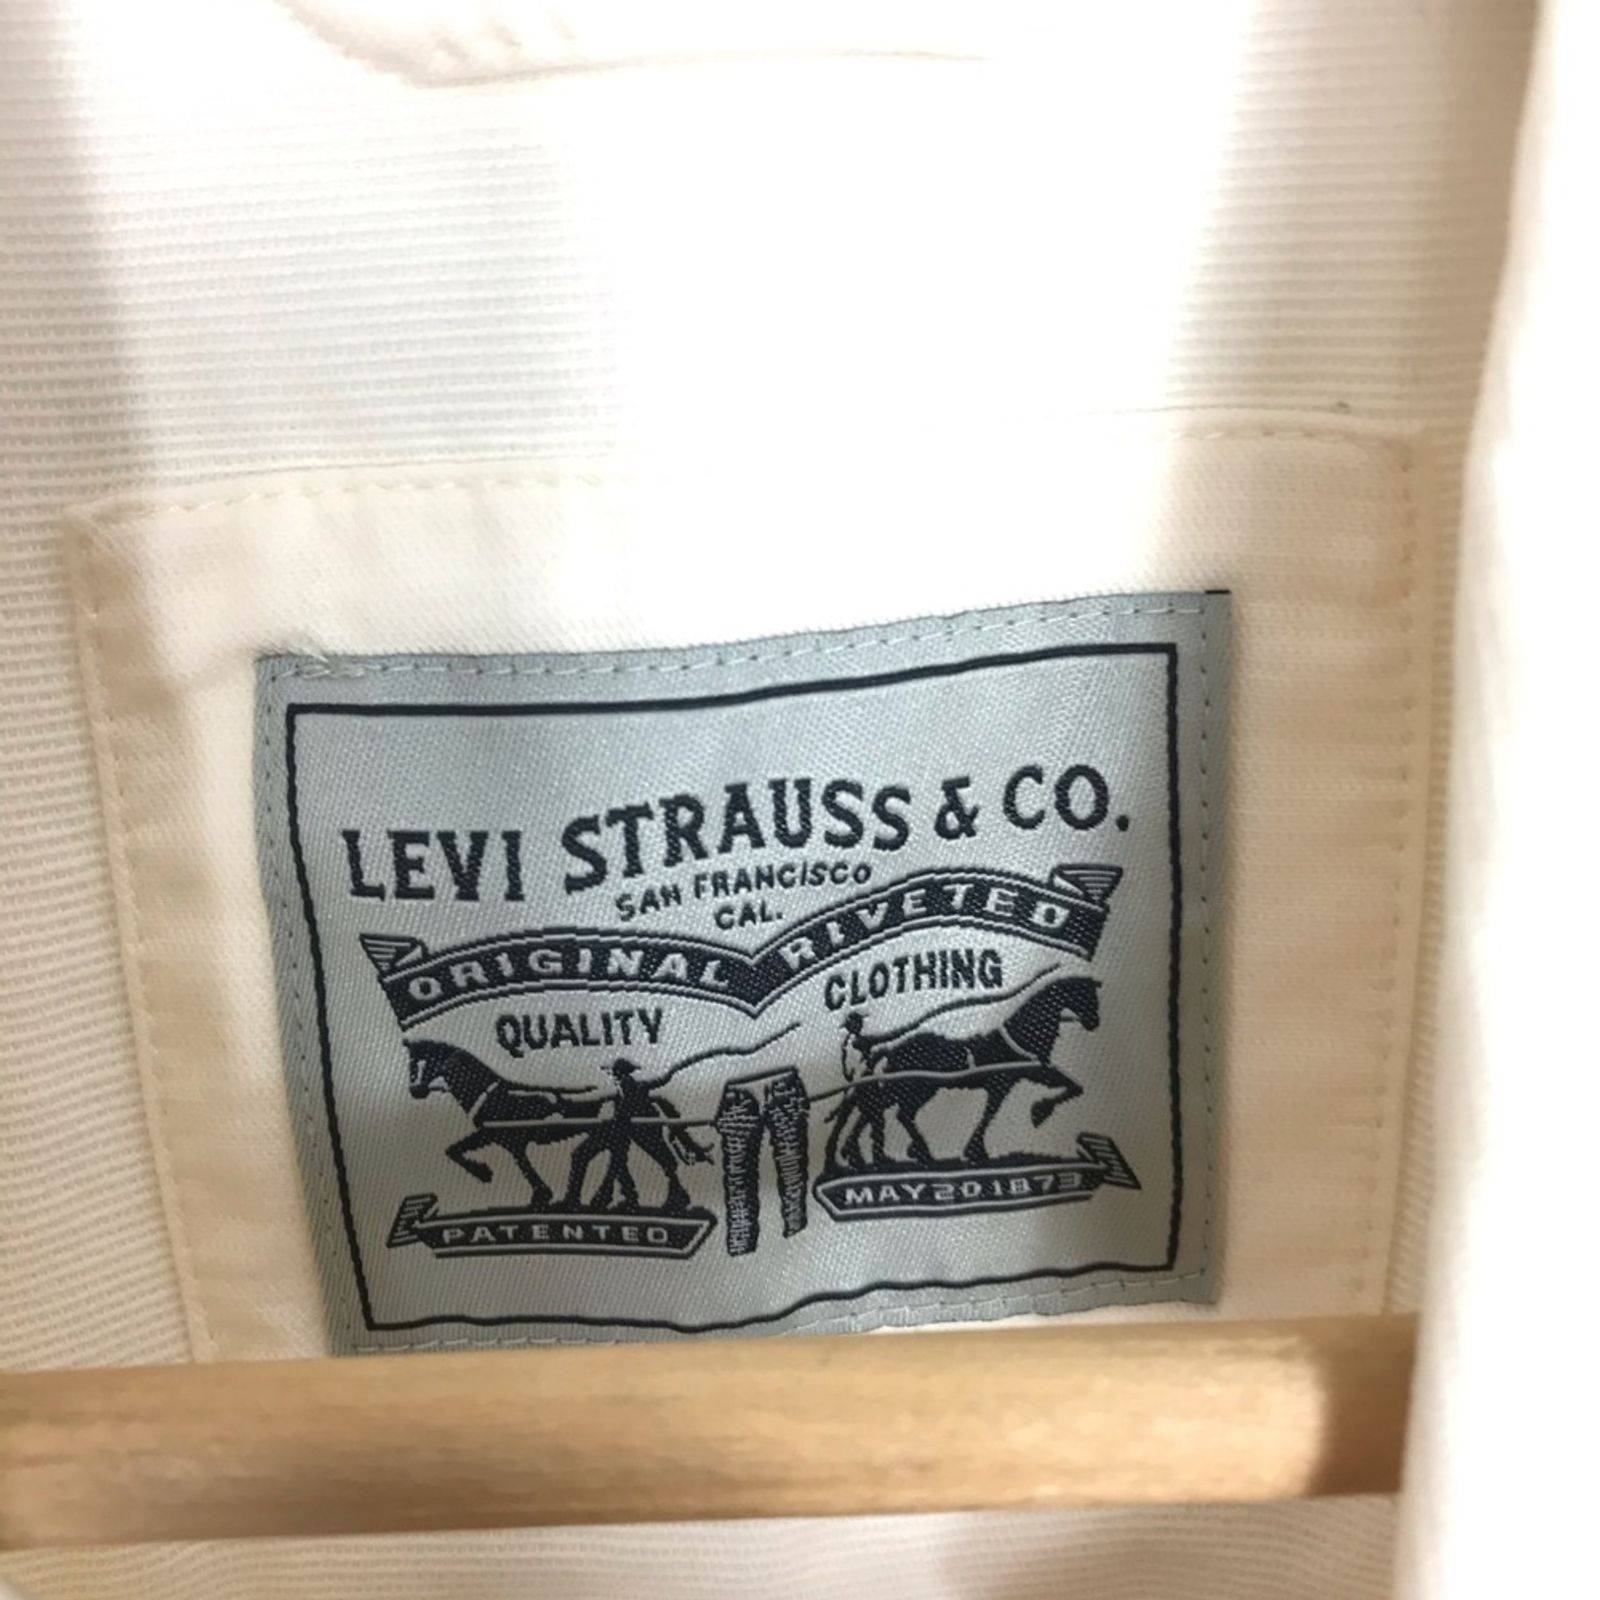 LEVI STRAUSS & CO.
SAN FRANCISCO
CAL.
ORIGINAL RIVETED
QUALITY CLOTHING
PATENTED MAY 20 1873